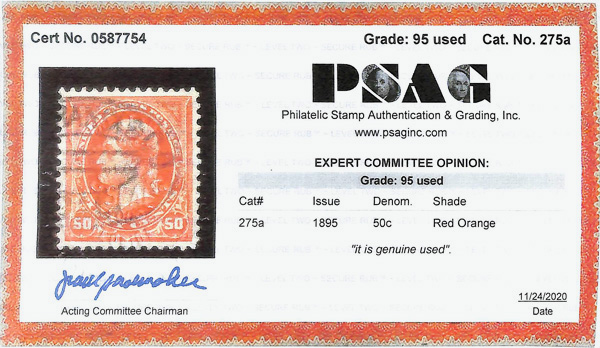 Cert No. 0587754
Grade: 95 used Cat. No. 275a
PSAG
Philatelic Stamp Authentication & Grading, Inc.
www.psaginc.com
EXPERT COMMITTEE OPINION:
Grade: 95 used
Cat# Issue Denom. Shade
275a 1895 50c Red Orange
"it is genuine used".
50 50
Acting Committee Chairman
11/24/2020
Date